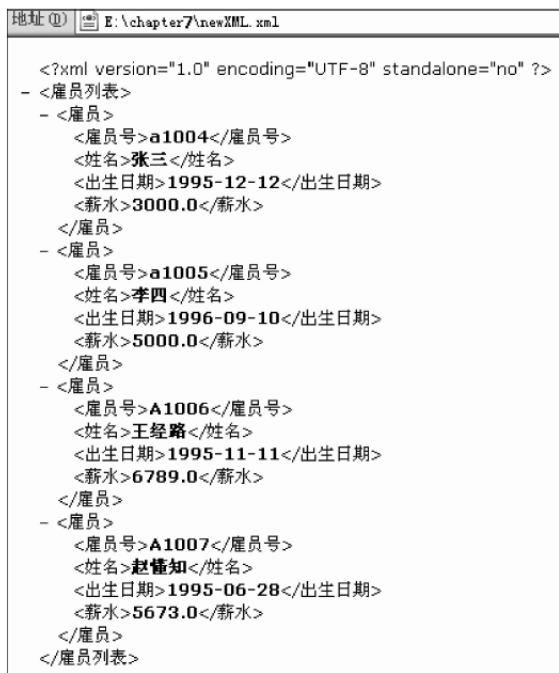 地址(D) E:\chapter7\newXML.xml
<?xml version="1.0" encoding="UTF-8" standalone="no" ?>
- <雇员列表>
- <雇员>
<雇员号>a1004</雇员号>
<姓名>张三</姓名>
<出生日期>1995-12-12</出生日期>
<薪水>3000.0</薪水>
</雇员>
- <雇员>
<雇员号>a1005</雇员号>
<姓名>李四</姓名>
<出生日期>1996-09-10</出生日期>
<薪水>5000.0</薪水>
</雇员>
- <雇员>
<雇员号>A1006</雇员号>
<姓名>王经路</姓名>
<出生日期>1995-11-11</出生日期>
<薪水>6789.0</薪水>
</雇员>
- <雇员>
<雇员号>A1007</雇员号>
<姓名>赵懂知</姓名>
<出生日期>1995-06-28</出生日期>
<薪水>5673.0</薪水>
</雇员>
</雇员列表>